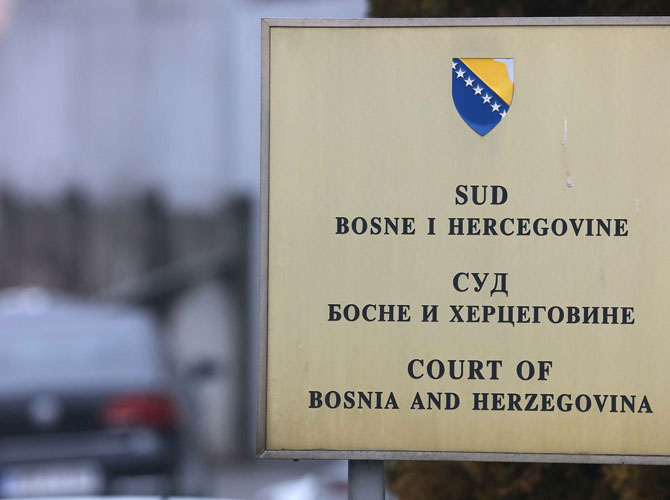 SUD
BOSNE I HERCEGOVINE
СУД
БОСНЕ И ХЕРЦЕГОВИНЕ
COURT OF
BOSNIA AND HERZEGOVINA